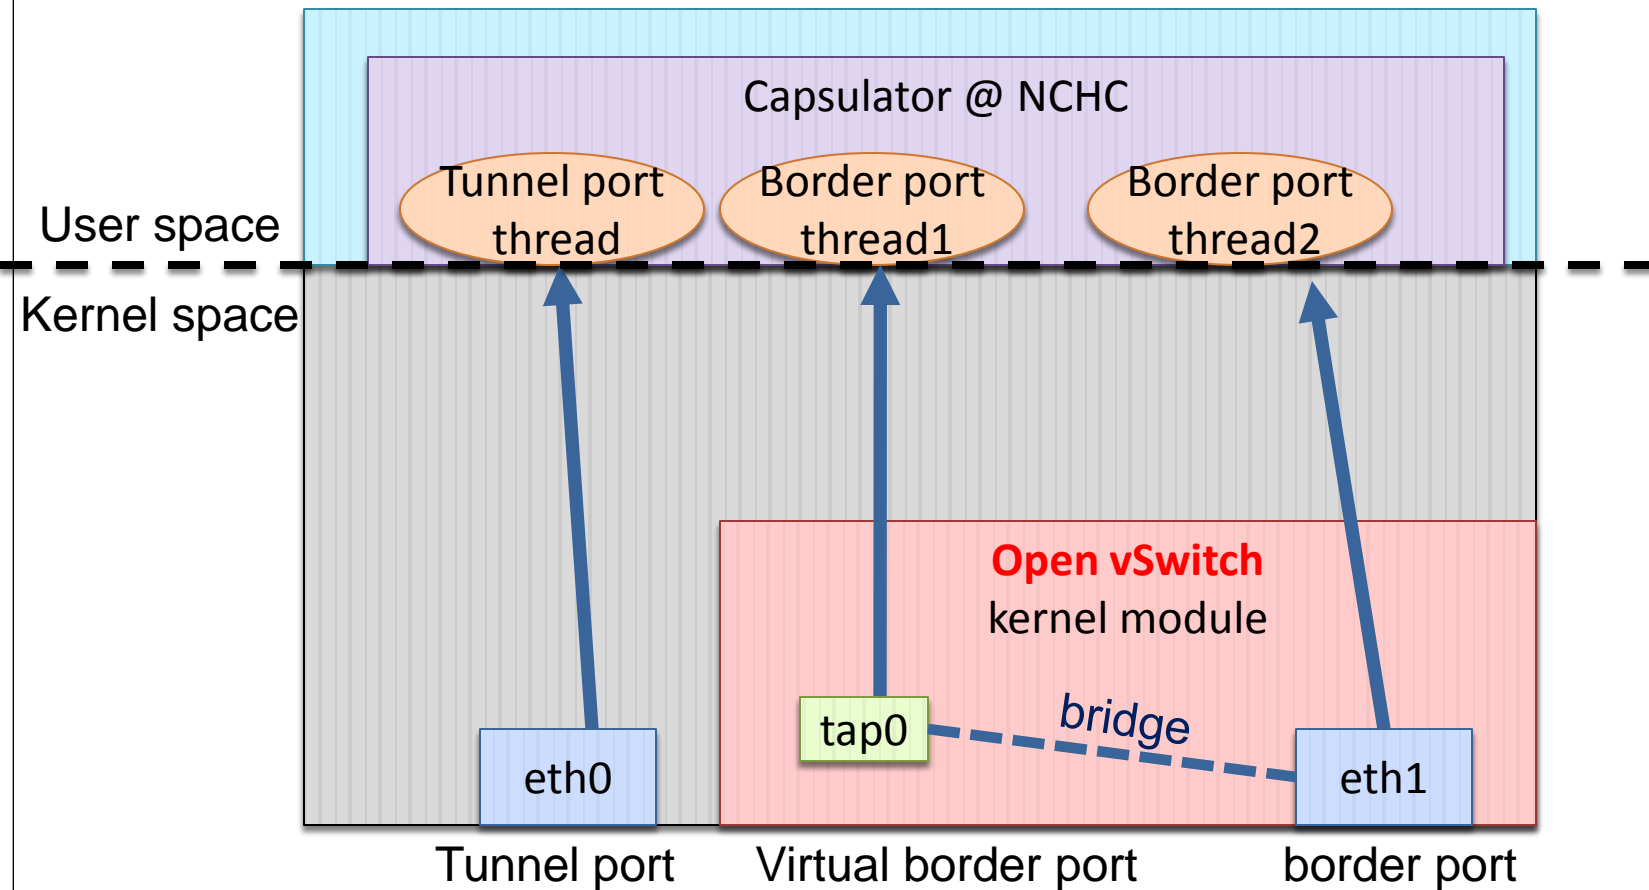 Capsulator @ NCHC
Tunnel port
thread
Border port
thread1
Border port
thread2
User space
Kernel space
Open vSwitch
kernel module
tap0
bridge
eth0
eth1
Tunnel port
Virtual border port
border port